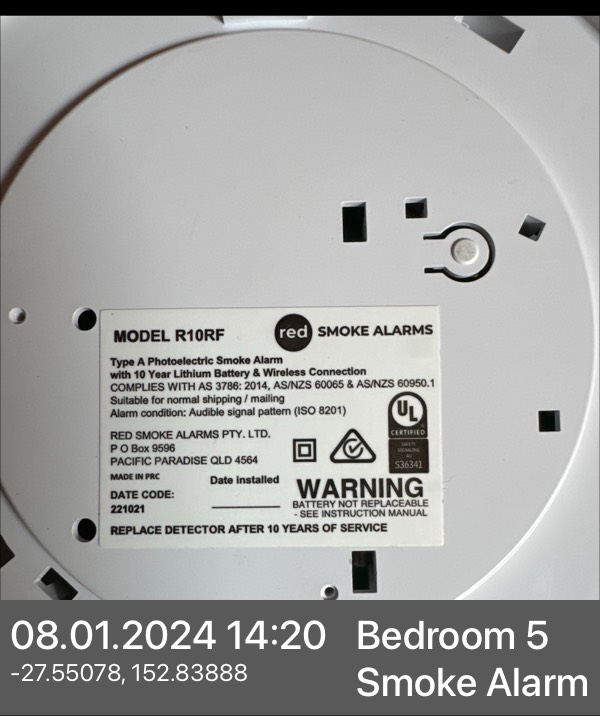 MODEL R10RF
red SMOKE ALARMS
Type A Photoelectric Smoke Alarm
with 10 Year Lithium Battery & Wireless Connection
COMPLIES WITH AS 3786: 2014, AS/NZS 60065 & AS/NZS 60950.1
Suitable for normal shipping / mailing
Alarm condition: Audible signal pattern (ISO 8201)
RED SMOKE ALARMS PTY. LTD.
P O Box 9596
PACIFIC PARADISE QLD 4564
MADE IN PRC
DATE CODE:
221021
Date installed
UL
CERTIFIED
SAFETY
SIGNALING
AU
S36341
WARNING
BATTERY NOT REPLACEABLE
- SEE INSTRUCTION MANUAL
REPLACE DETECTOR AFTER 10 YEARS OF SERVICE
08.01.2024 14:20
-27.55078, 152.83888
Bedroom 5
Smoke Alarm